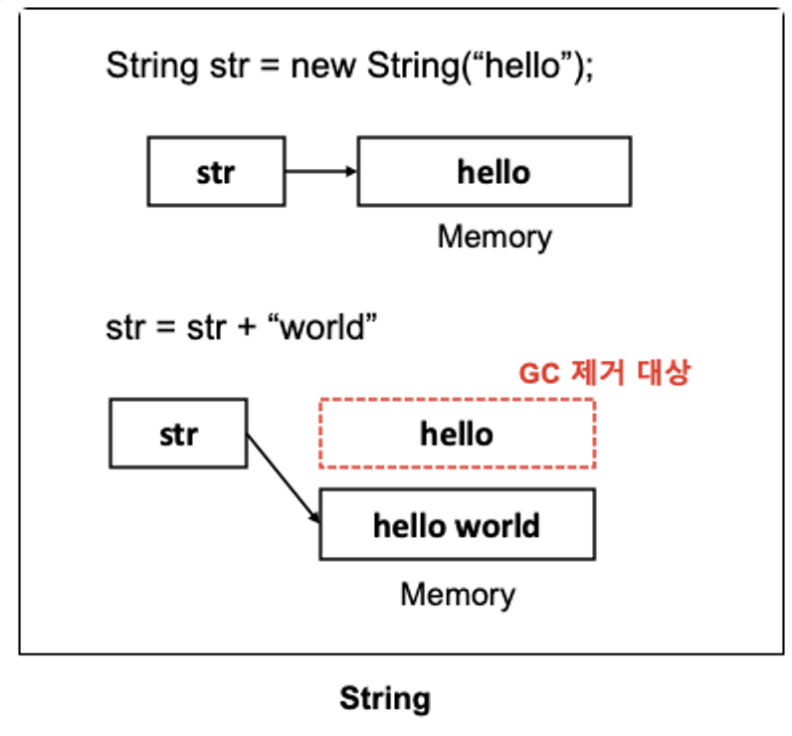 String str = new String(“hello”);
str
hello
Memory
str = str + “world”
GC 제거 대상
str
hello
hello world
Memory
String